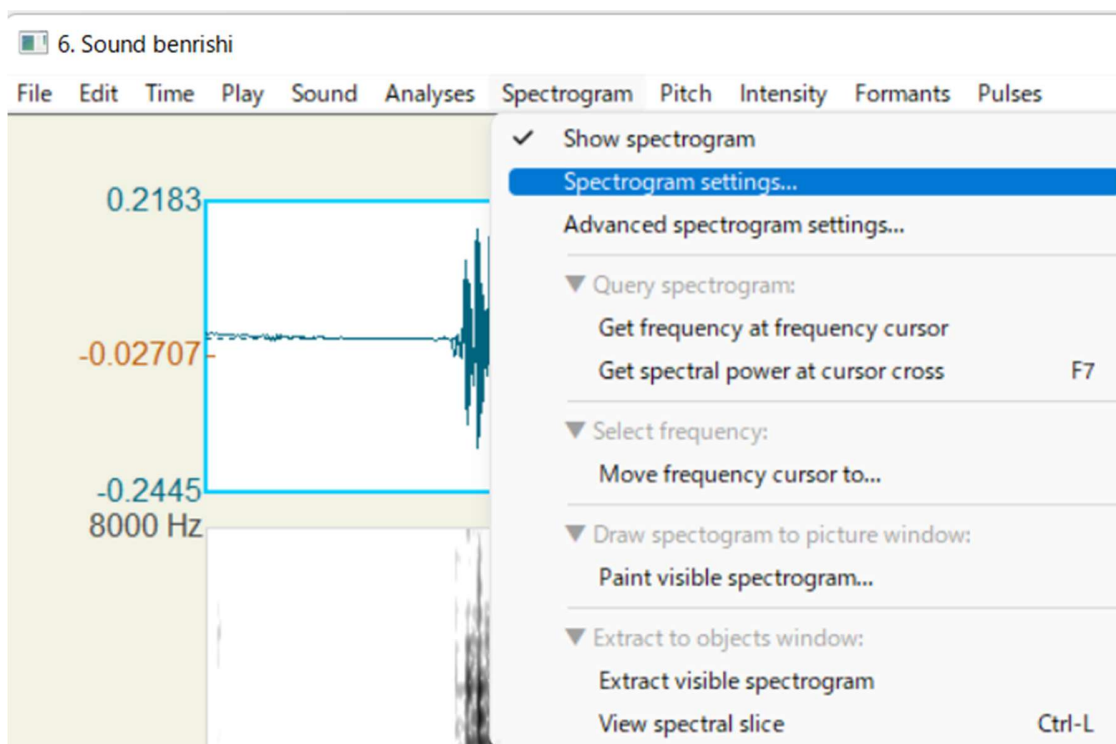 6. Sound benrishi
File Edit Time Play Sound Analyses Spectrogram Pitch Intensity Formants Pulses
Show spectrogram
Spectrogram settings...
Advanced spectrogram settings...
Query spectrogram:
Get frequency at frequency cursor
Get spectral power at cursor cross F7
Select frequency:
Move frequency cursor to...
Draw spectogram to picture window:
Paint visible spectrogram...
Extract to objects window:
Extract visible spectrogram
View spectral slice Ctrl-L
0.2183
-0.02707
-0.2445
8000 Hz